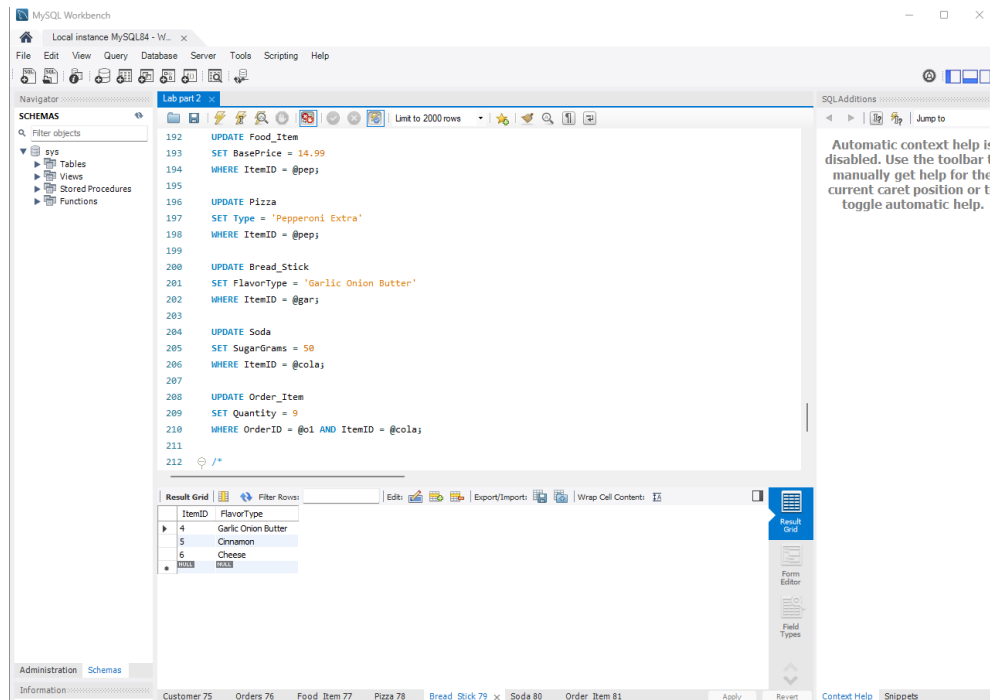 MySQL Workbench
Local instance MySQL84 - W...
File Edit View Query Database Server Tools Scripting Help
Navigator
SCHEMAS
Filter objects
sys
Tables
Views
Stored Procedures
Functions
Administration Schemas
Information
Lab part 2
Limit to 2000 rows
192 UPDATE Food_Item
193 SET BasePrice = 14.99
194 WHERE ItemID = @pep;
195
196 UPDATE Pizza
197 SET Type = 'Pepperoni Extra'
198 WHERE ItemID = @pep;
199
200 UPDATE Bread_Stick
201 SET FlavorType = 'Garlic Onion Butter'
202 WHERE ItemID = @gar;
203
204 UPDATE Soda
205 SET SugarGrams = 50
206 WHERE ItemID = @cola;
207
208 UPDATE Order_Item
209 SET Quantity = 9
210 WHERE OrderID = @o1 AND ItemID = @cola;
211
212 /*
Result Grid Filter Rows: Edit: Export/Import: Wrap Cell Content:
ItemID FlavorType
4 Garlic Onion Butter
5 Cinnamon
6 Cheese
NULL NULL
Result
Grid
Form
Editor
Field
Types
Customer 75 Orders 76 Food_Item 77 Pizza 78 Bread_Stick 79 Soda 80 Order_Item 81 Apply Revert
SQLAdditions
Jump to
Automatic context help is
disabled. Use the toolbar t
manually get help for the
current caret position or t
toggle automatic help.
Context Help Snippets